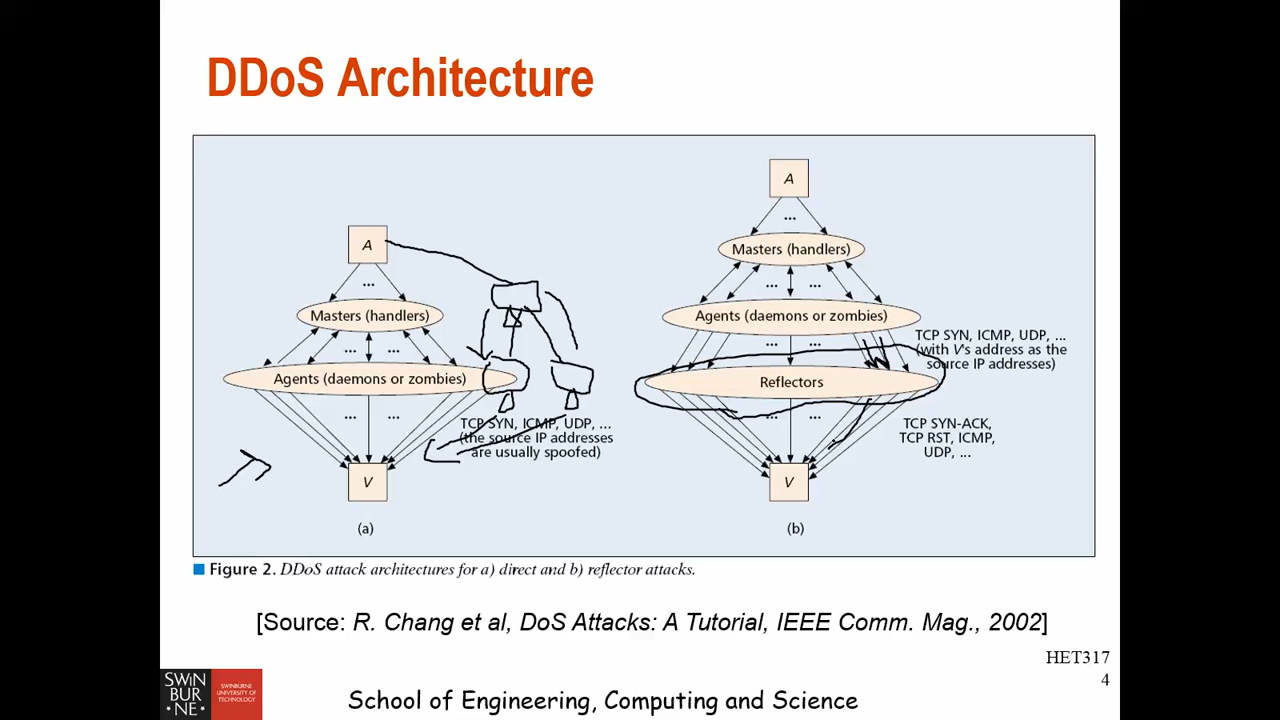 DDoS Architecture
A
...
Masters (handlers)
... ...
Agents (daemons or zombies)
... ...
TCP SYN, ICMP, UDP, ...
(the source IP addresses
are usually spoofed)
V
(a)
A
...
Masters (handlers)
... ...
Agents (daemons or zombies)
... ...
TCP SYN, ICMP, UDP, ...
(with V's address as the
source IP addresses)
Reflectors
... ...
TCP SYN-ACK,
TCP RST, ICMP,
UDP, ...
V
(b)
Figure 2. DDoS attack architectures for a) direct and b) reflector attacks.
[Source: R. Chang et al, DoS Attacks: A Tutorial, IEEE Comm. Mag., 2002]
HET317
4
SWIN
BUR
*NE*
SWINBURNE
UNIVERSITY OF
TECHNOLOGY
School of Engineering, Computing and Science